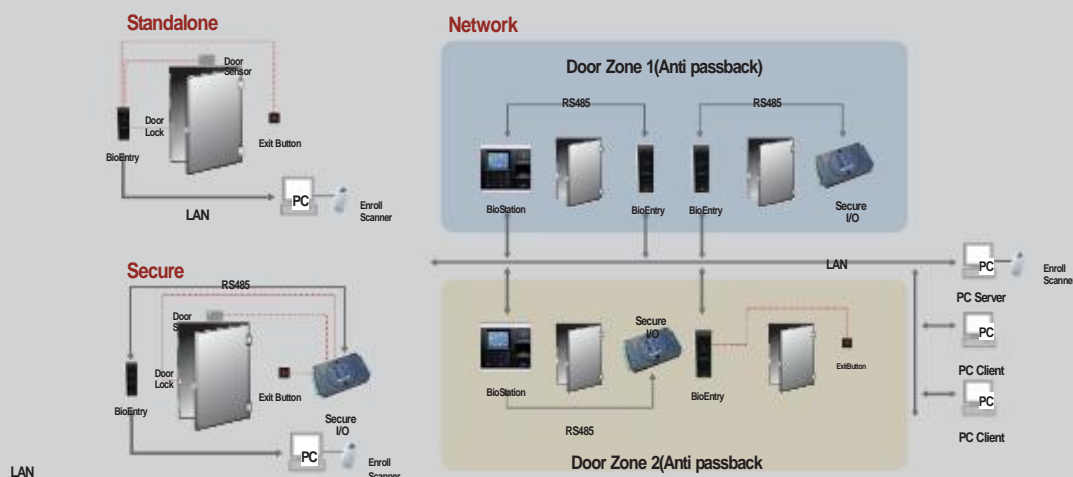 Standalone
Door
Sensor
Door
Lock
Exit Button
BioEntry
PC
Enroll
Scanner
LAN
Secure
RS485
Door
S
Door
Lock
BioEntry
Exit Button
Secure
I/O
PC
Enroll
Scanner
LAN
Network
Door Zone 1(Anti passback)
RS485
RS485
BioStation
BioEntry
BioEntry
Secure
I/O
LAN
PC
Enroll
Scanner
PC Server
PC
PC Client
PC
PC Client
Secure
I/O
BioStation
BioEntry
ExitButton
RS485
Door Zone 2(Anti passback